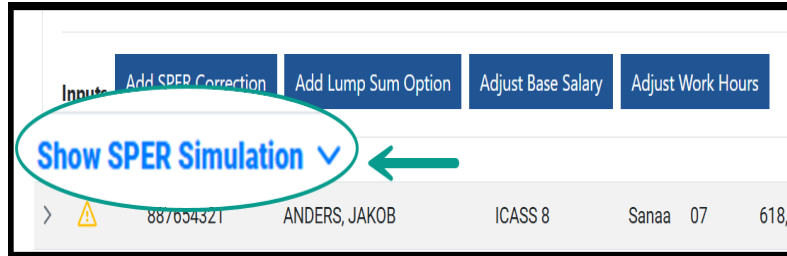 Inputs Add SPER Correction Add Lump Sum Option Adjust Base Salary Adjust Work Hours
Show SPER Simulation
887654321 ANDERS, JAKOB ICASS 8 Sanaa 07 618,